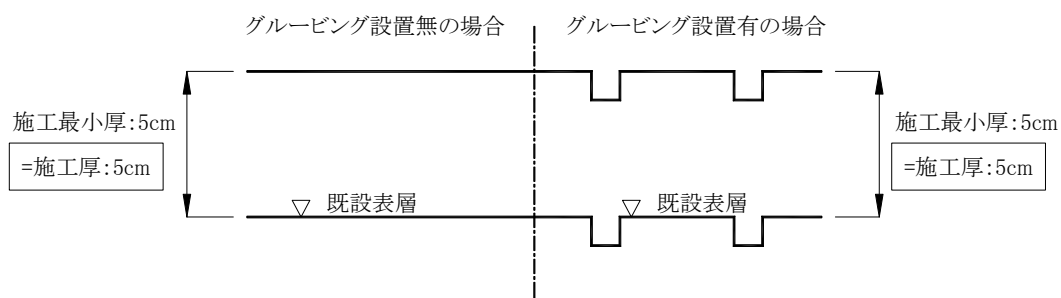 グルービング設置無の場合
グルービング設置有の場合
施工最小厚:5cm
=施工厚:5cm
既設表層
既設表層
施工最小厚:5cm
=施工厚:5cm